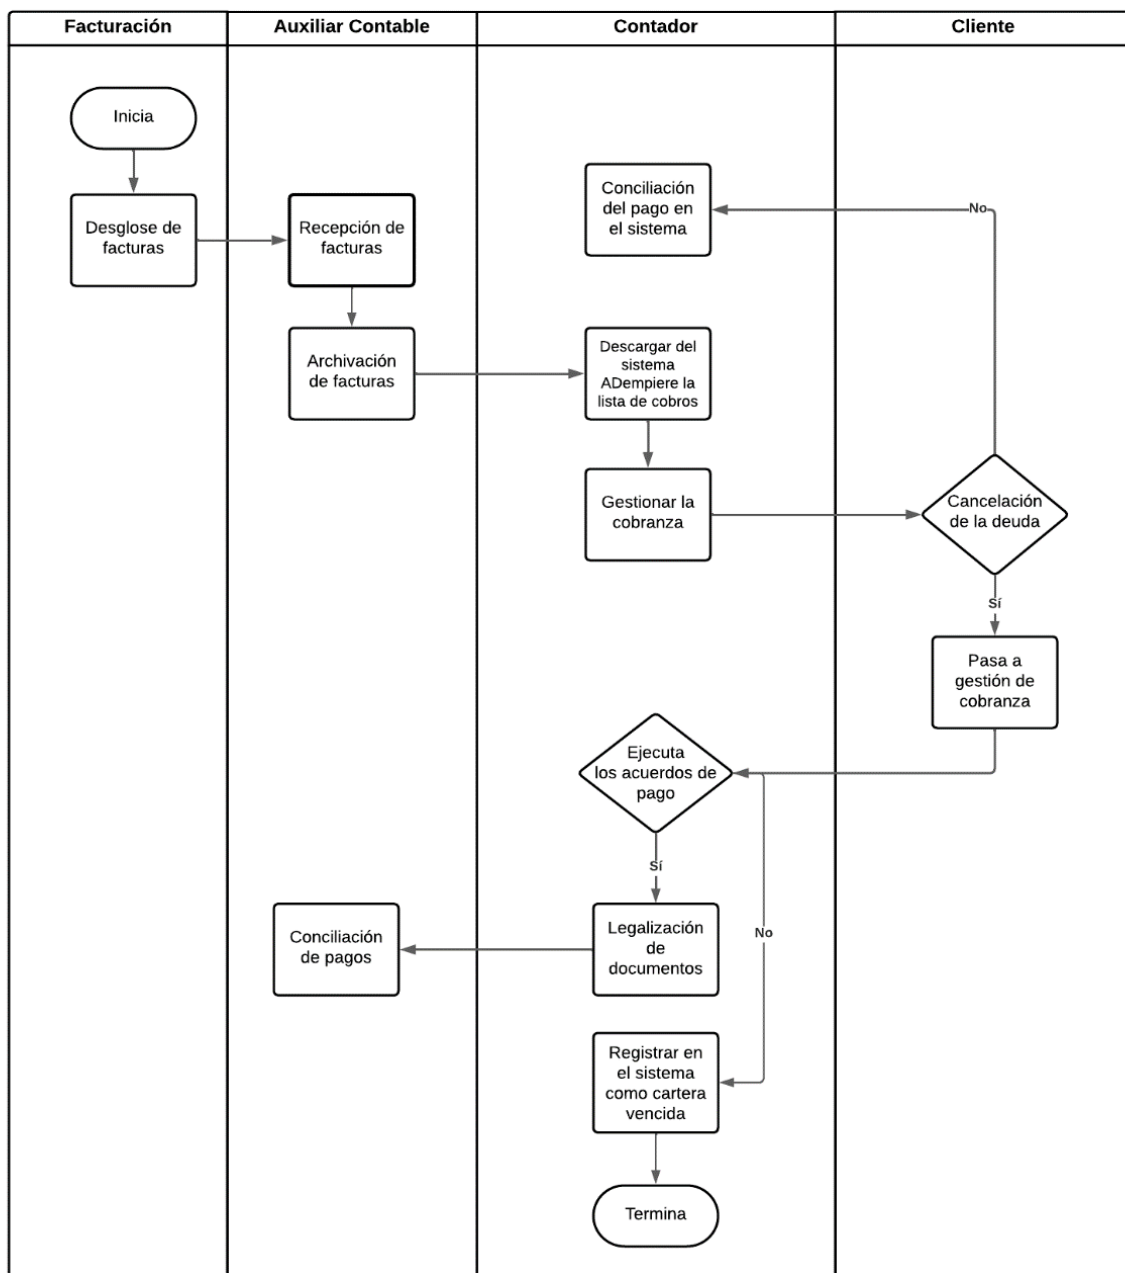 Facturación
Auxiliar Contable
Contador
Cliente
Inicia
Desglose de
facturas
Recepción de
facturas
Conciliación
del pago en
el sistema
No
Archivación
de facturas
Descargar del
sistema
ADempiere la
lista de cobros
Gestionar la
cobranza
Cancelación
de la deuda
Sí
Pasa a
gestión de
cobranza
Ejecuta
los acuerdos de
pago
Sí
No
Legalización
de
documentos
Conciliación
de pagos
Registrar en
el sistema
como cartera
vencida
Termina